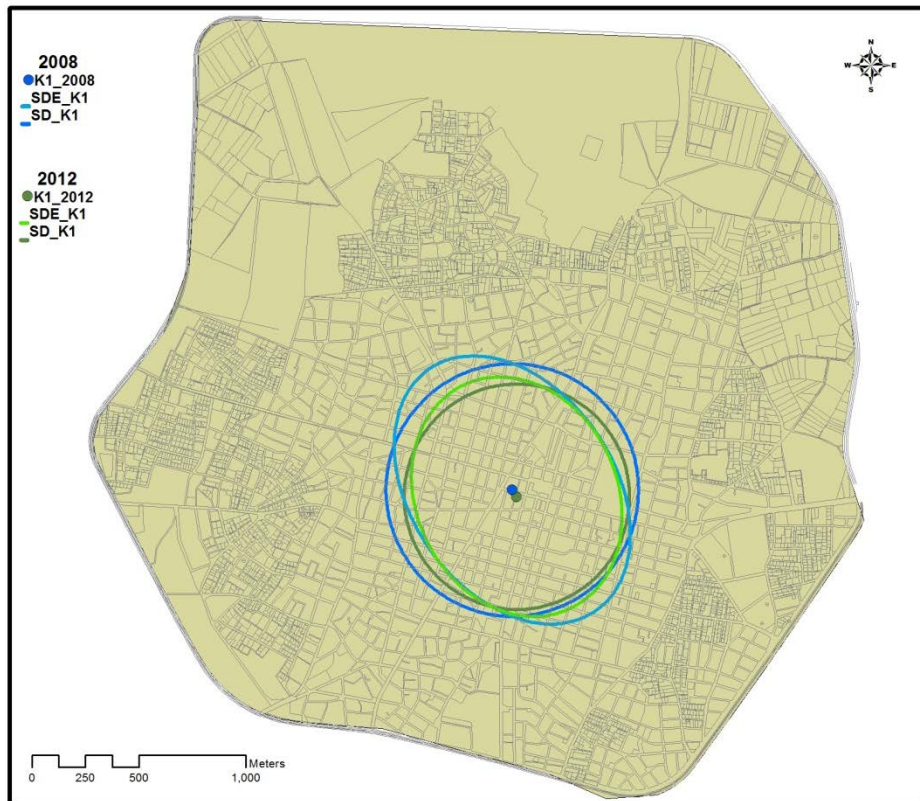 2008
K1_2008
SDE_K1
SD_K1
2012
K1_2012
SDE_K1
SD_K1
N
W E
S
Meters
0 250 500 1,000